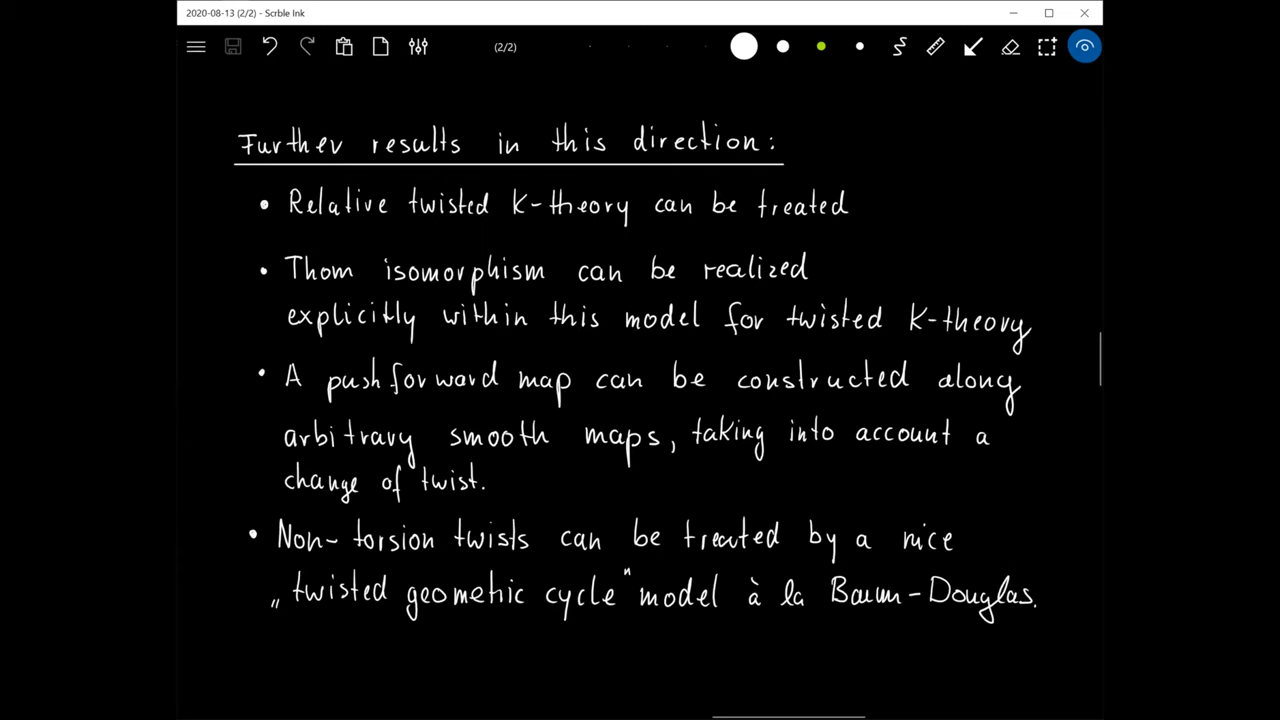 2020-08-13 (2/2) - Scrble Ink
(2/2)
Further results in this direction:
• Relative twisted K-theory can be treated
• Thom isomorphism can be realized
explicitly within this model for twisted K-theory
• A pushforward map can be constructed along
arbitrary smooth maps, taking into account a
change of twist.
• Non-torsion twists can be treated by a nice
„twisted geometric cycle" model à la Baum-Douglas.